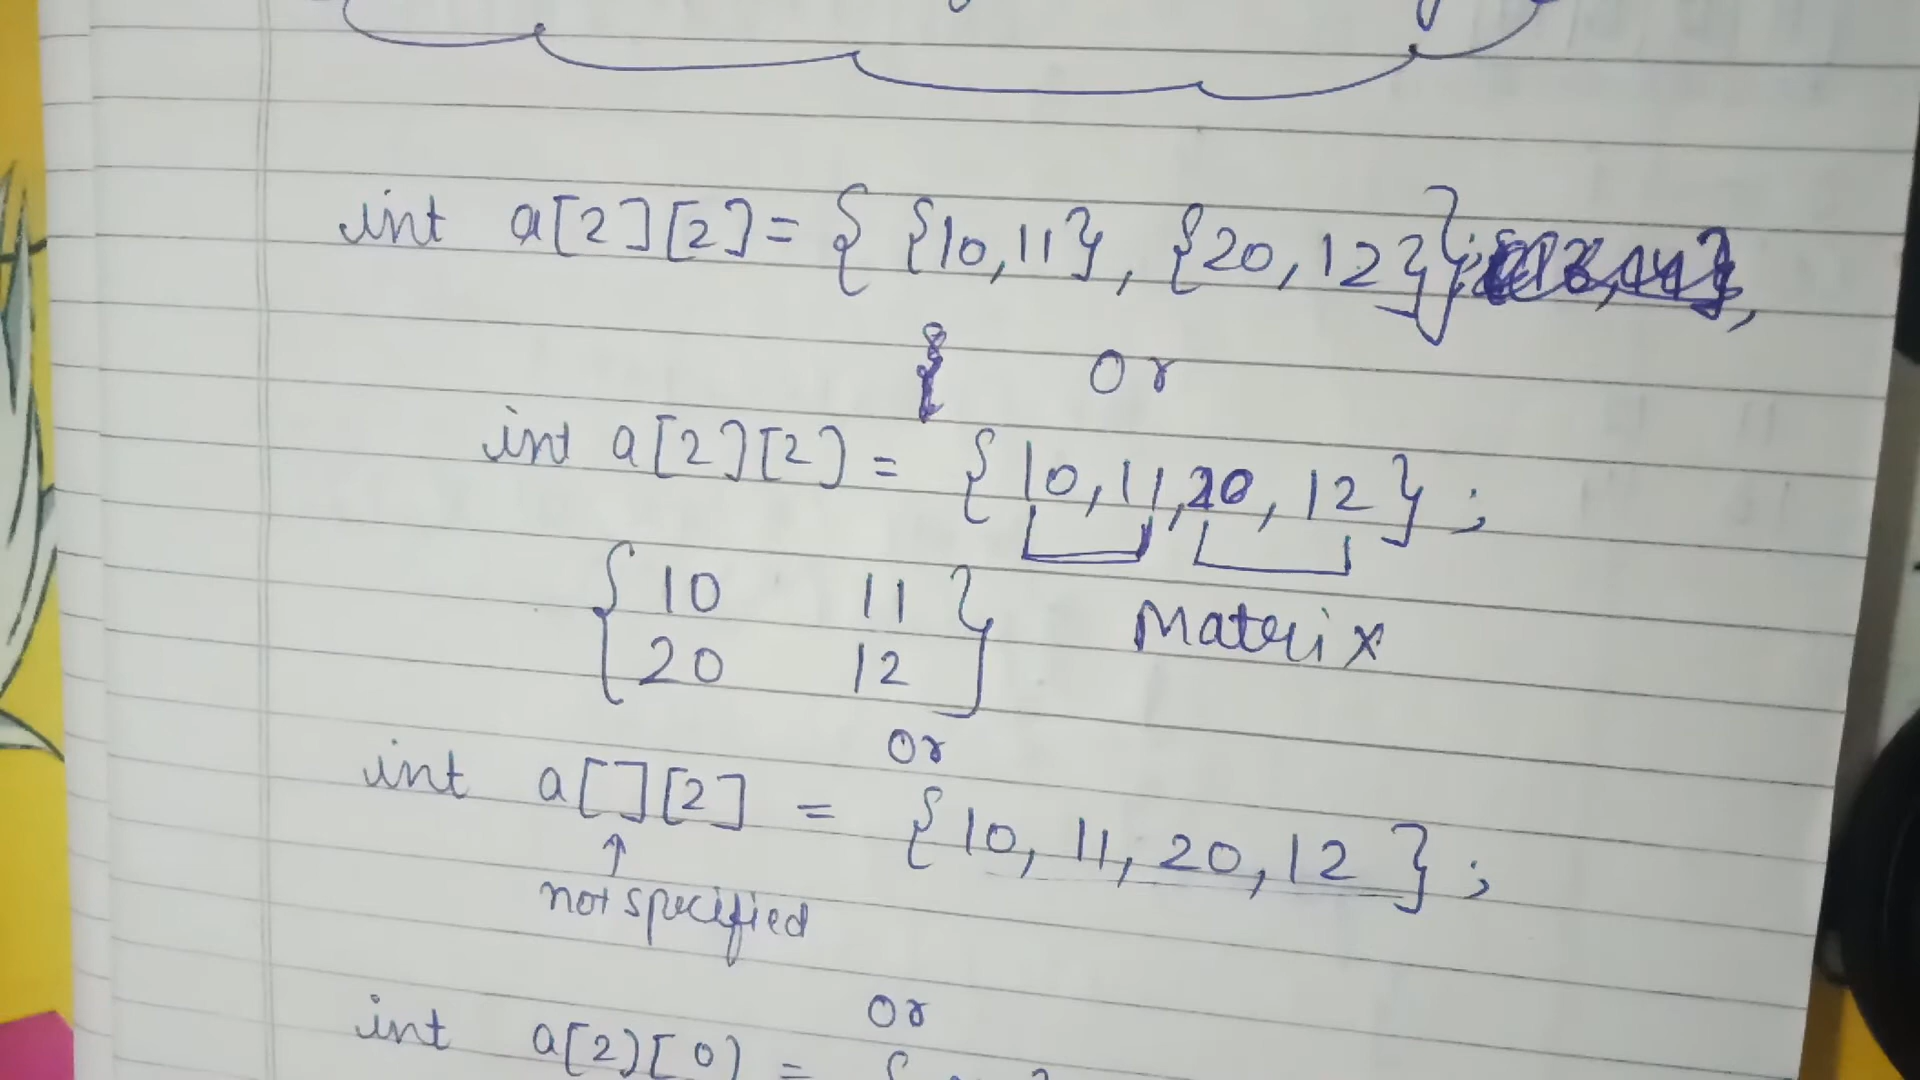 int a[2][2] = { {10,11}, {20,12}};
or
int a[2][2] = {10,11,20,12};
{10 11}
[20 12]
Matrix
or
int a[][2] = {10, 11, 20, 12};
↑
not specified
or
int a[2][0] = {